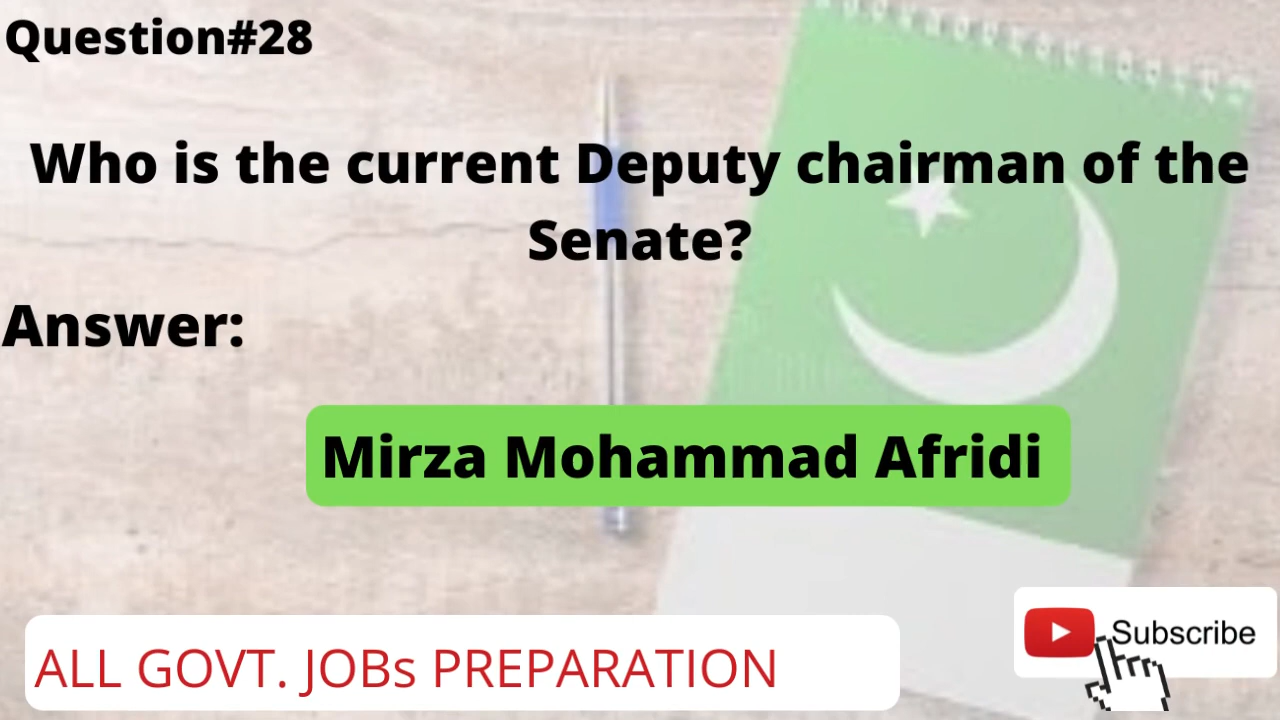 Question#28
Who is the current Deputy chairman of the
Senate?
Answer:
Mirza Mohammad Afridi
ALL GOVT. JOBs PREPARATION
Subscribe